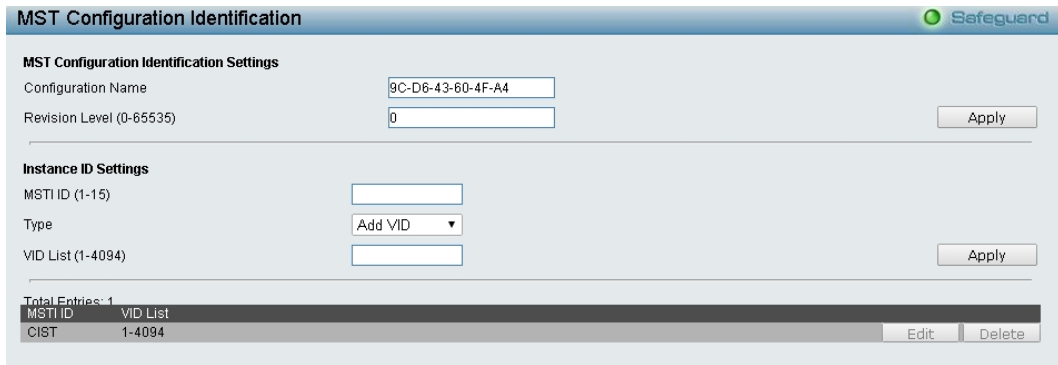 MST Configuration Identification Safeguard
MST Configuration Identification Settings
Configuration Name 9C-D6-43-60-4F-A4
Revision Level (0-65535) 0 Apply
Instance ID Settings
MSTI ID (1-15)
Type Add VID
VID List (1-4094) Apply
Total Entries: 1
MSTI ID VID List
CIST 1-4094 Edit Delete